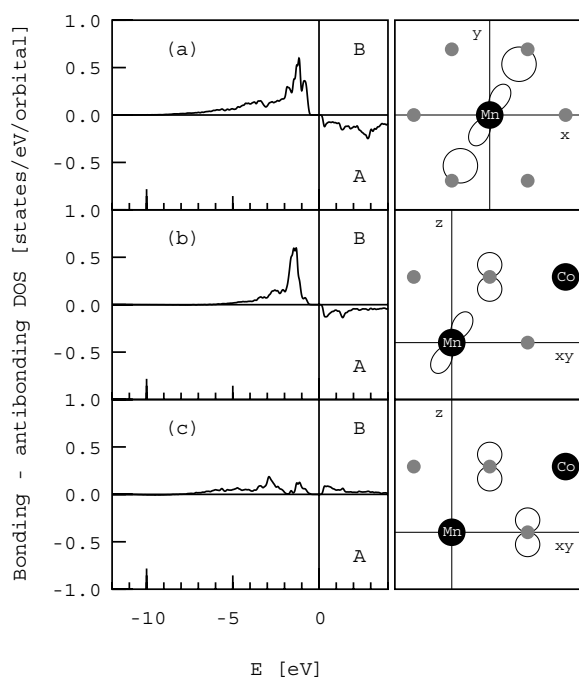 Bonding - antibonding DOS [states/eV/orbital]
1.0
0.5
0.0
-0.5
(a)
B
A
y
Mn
x
1.0
0.5
0.0
-0.5
(b)
B
A
z
Co
Mn
xy
1.0
0.5
0.0
-0.5
-1.0
(c)
B
A
z
Co
Mn
xy
-10
-5
0
E [eV]